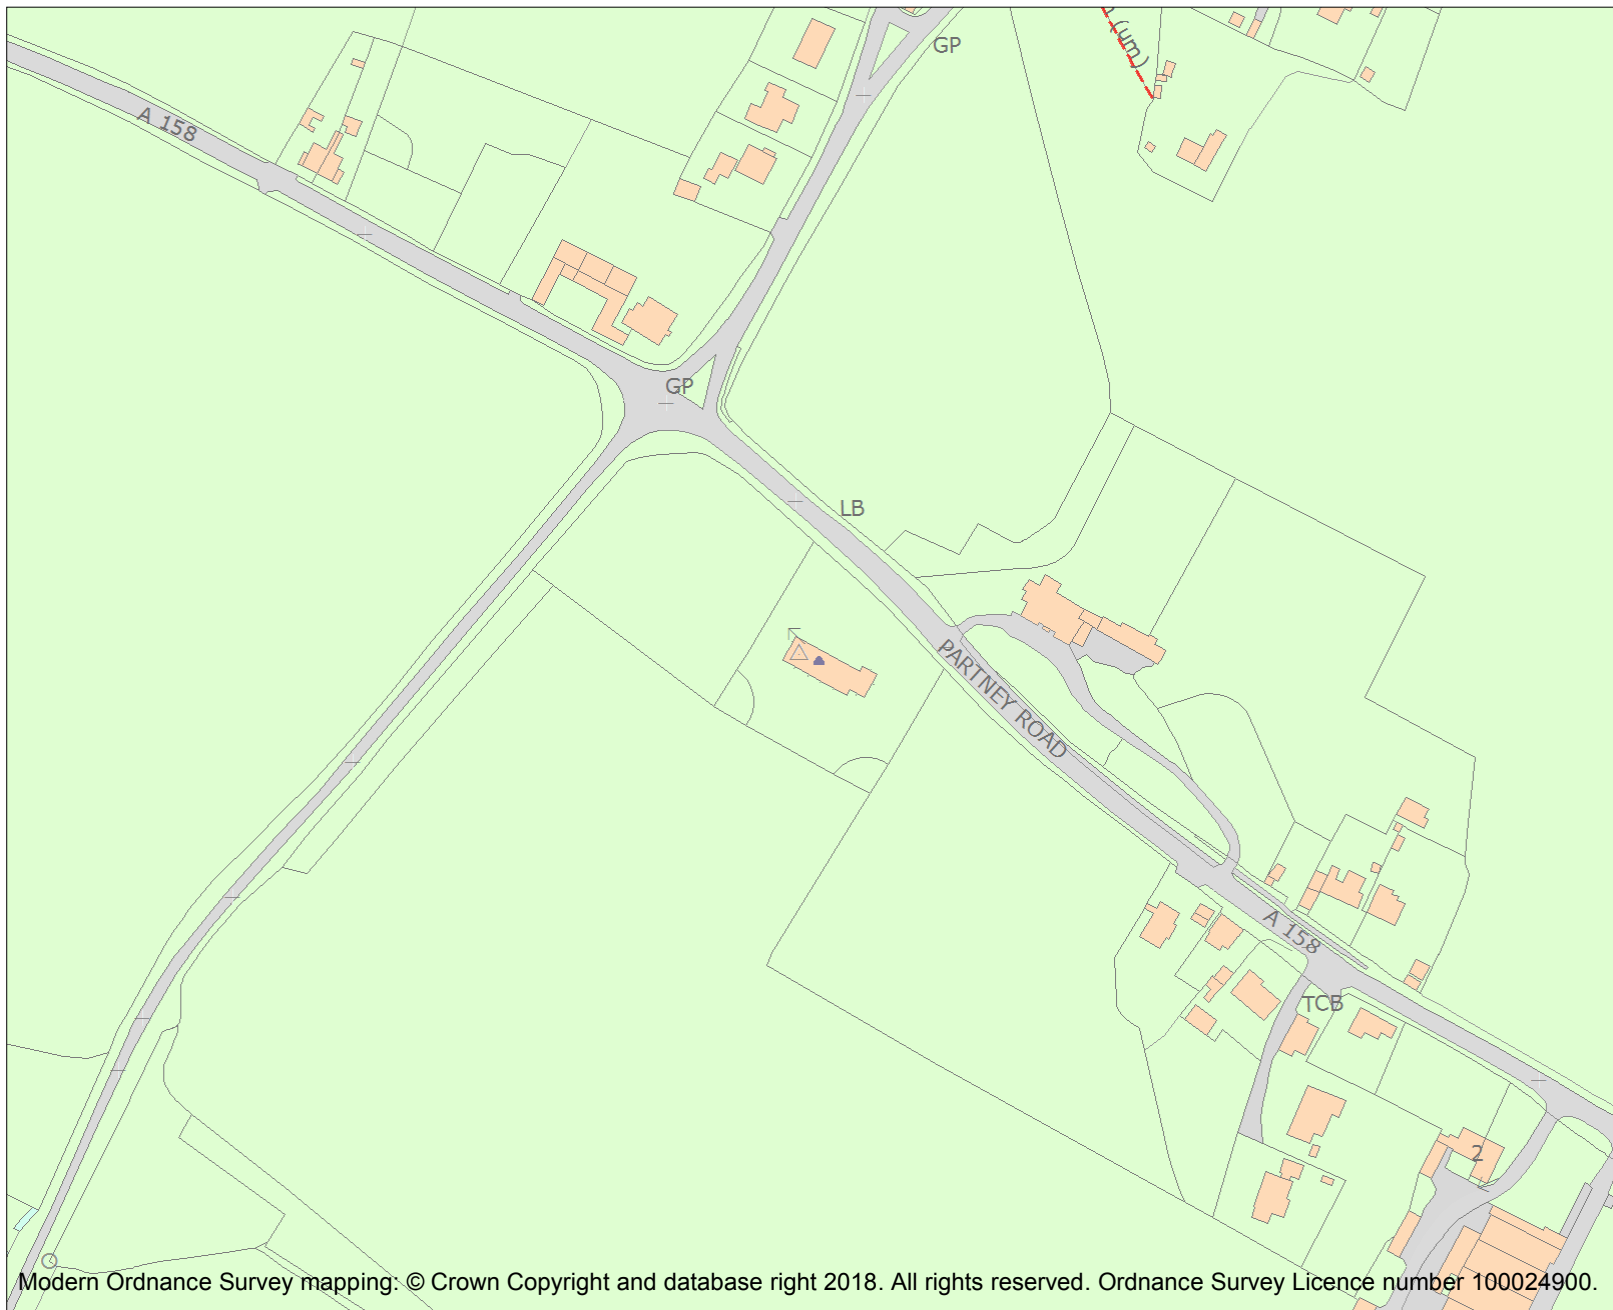 GP
(um)
A 158
GP
LB
PARTNEY ROAD
A 158
TCB
2
Modern Ordnance Survey mapping: © Crown Copyright and database right 2018. All rights reserved. Ordnance Survey Licence number 100024900.